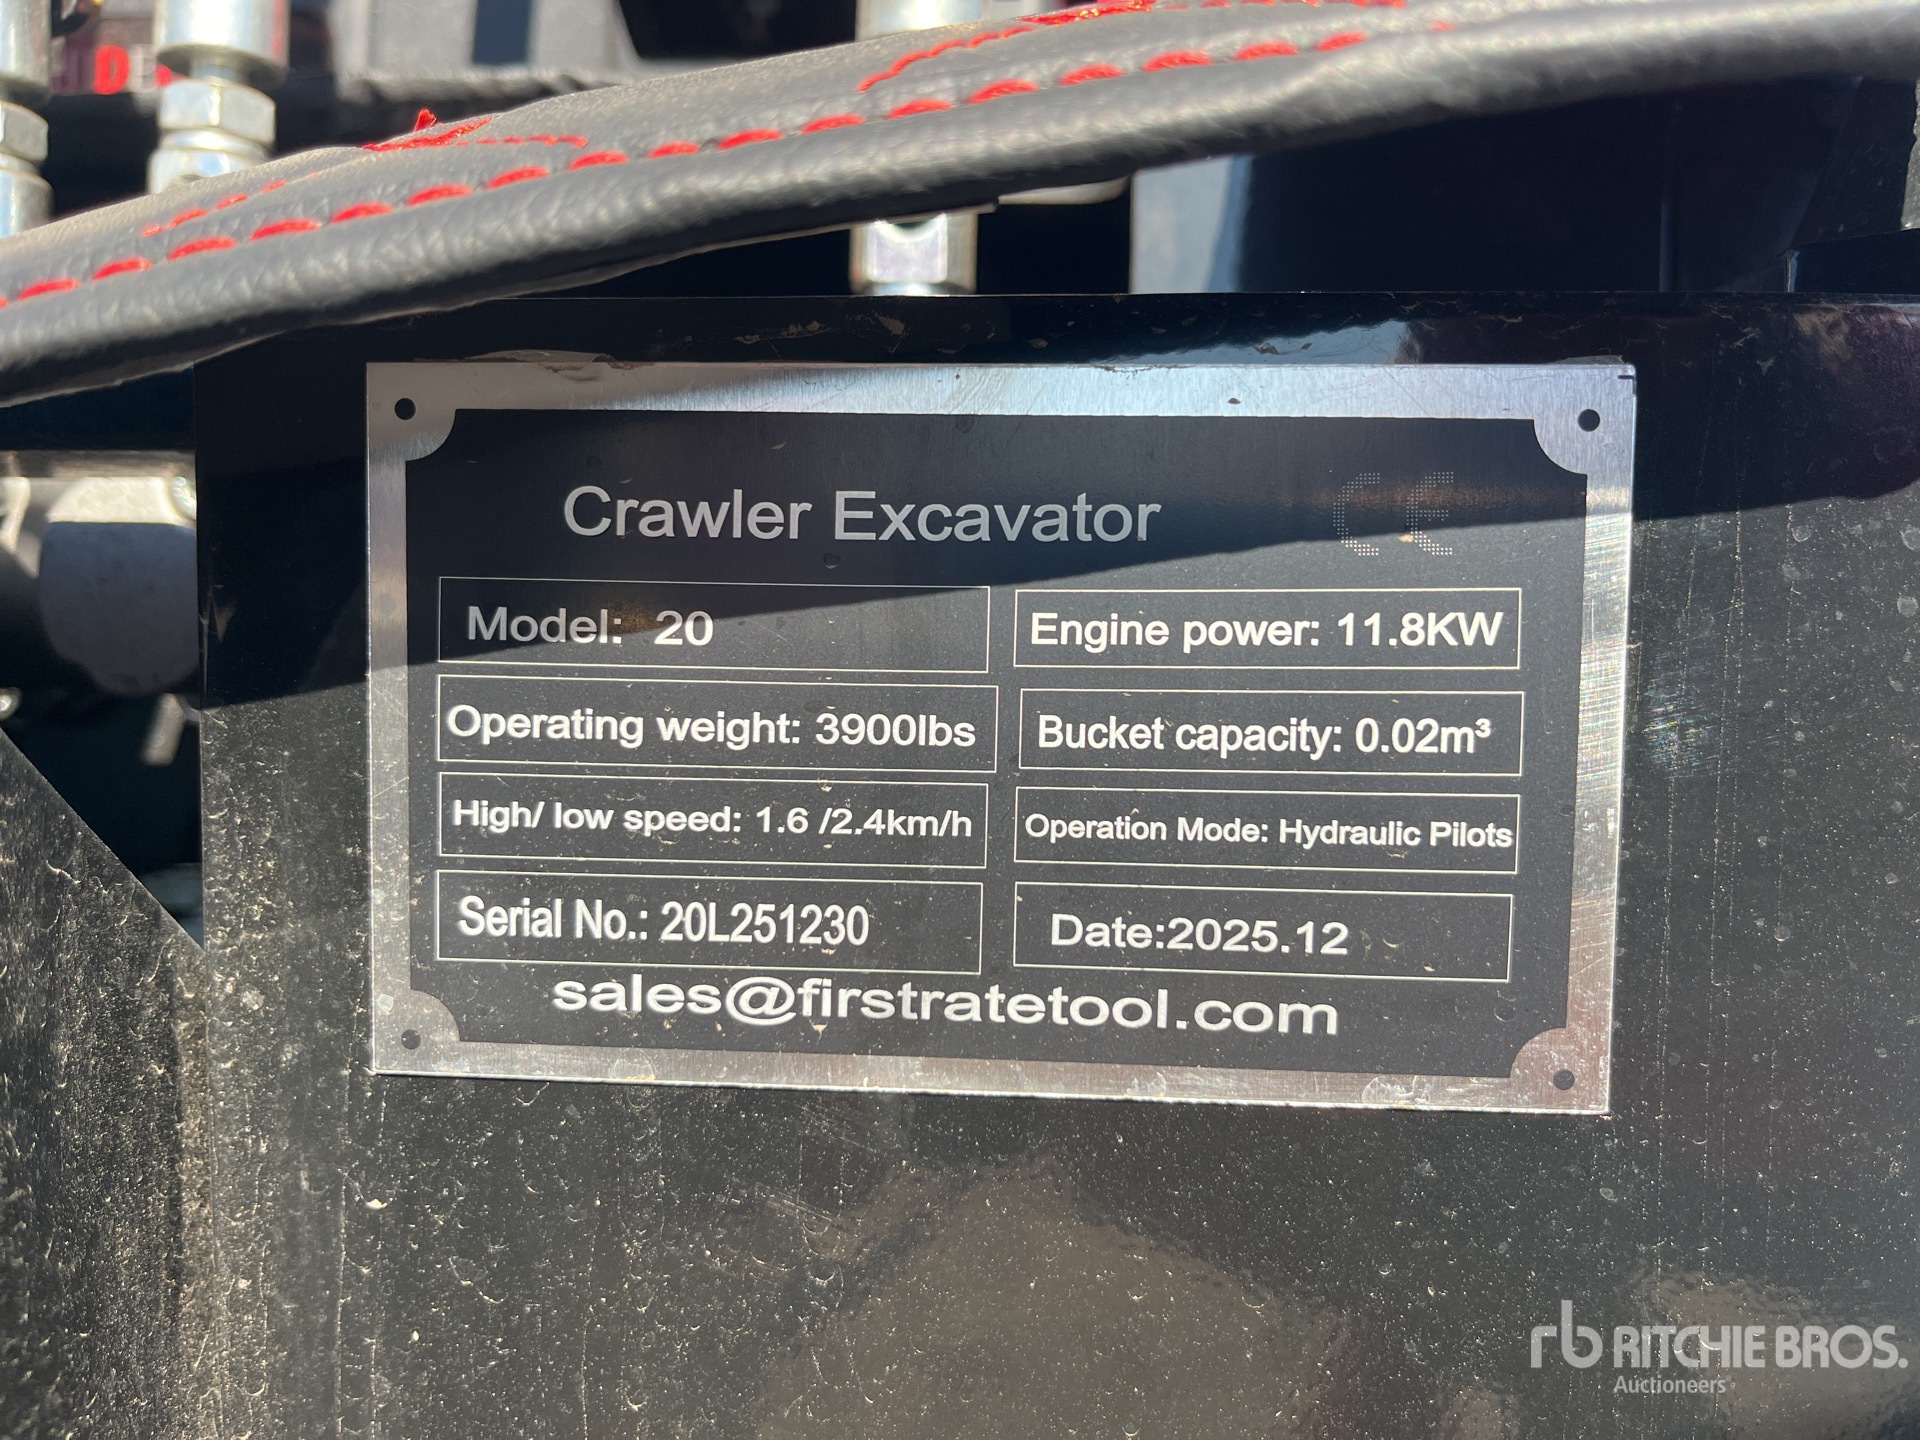 Crawler Excavator CE
Model: 20
Engine power: 11.8KW
Operating weight: 3900lbs
Bucket capacity: 0.02m³
High/ low speed: 1.6 /2.4km/h
Operation Mode: Hydraulic Pilots
Serial No.: 20L251230
Date:2025.12
sales@firstratetool.com
rb RITCHIE BROS.
Auctioneers